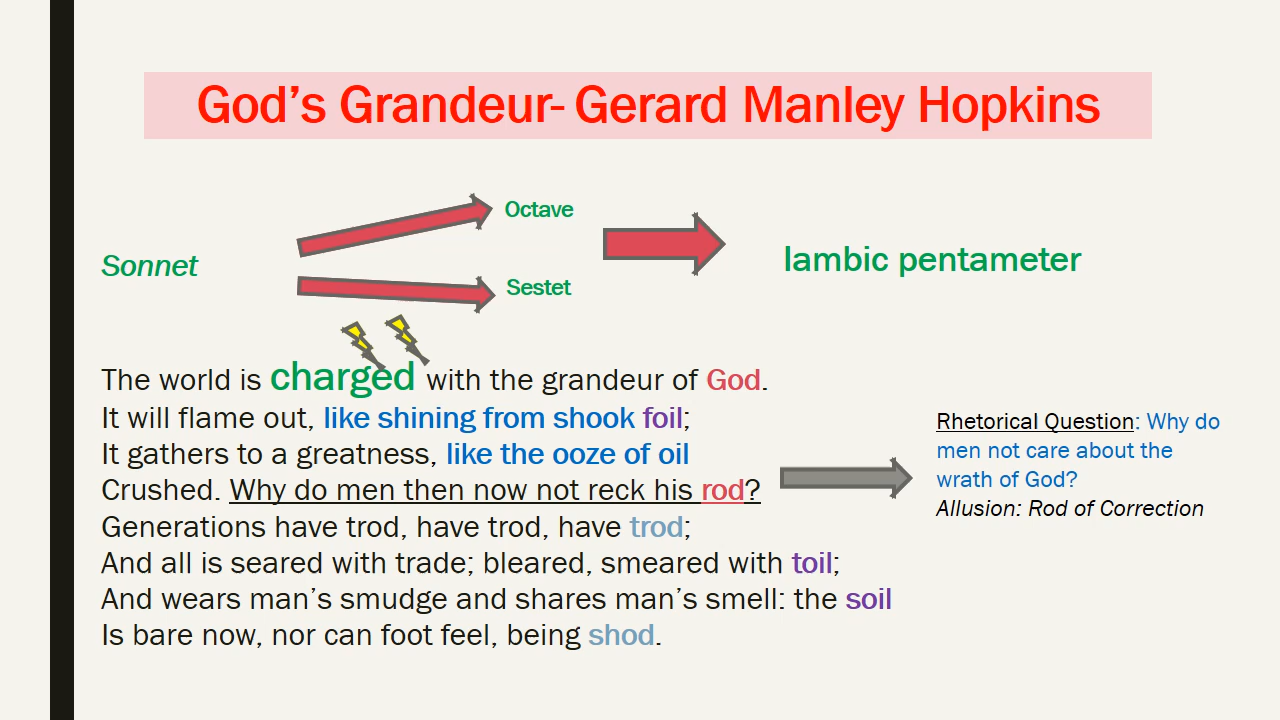 God’s Grandeur- Gerard Manley Hopkins
Octave
Sonnet
Iambic pentameter
Sestet
The world is charged with the grandeur of God.
It will flame out, like shining from shook foil;
It gathers to a greatness, like the ooze of oil
Crushed. Why do men then now not reck his rod?
Generations have trod, have trod, have trod;
And all is seared with trade; bleared, smeared with toil;
And wears man’s smudge and shares man’s smell: the soil
Is bare now, nor can foot feel, being shod.
Rhetorical Question: Why do
men not care about the
wrath of God?
Allusion: Rod of Correction